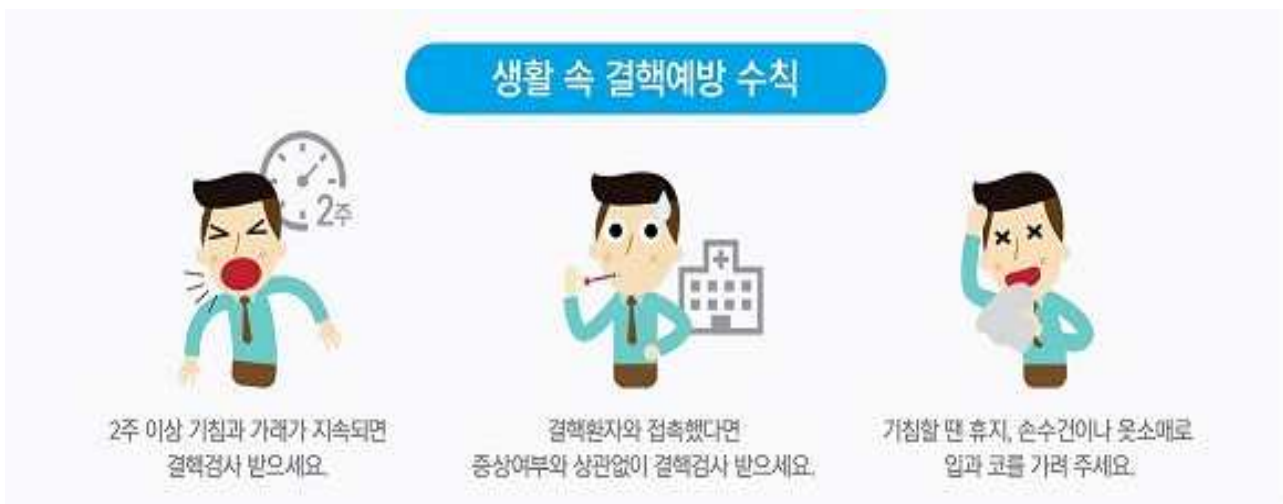 생활 속 결핵예방 수칙
2주
2주 이상 기침과 가래가 지속되면
결핵검사 받으세요.
결핵환자와 접촉했다면
증상여부와 상관없이 결핵검사 받으세요.
기침할 땐 휴지, 손수건이나 옷소매로
입과 코를 가려 주세요.